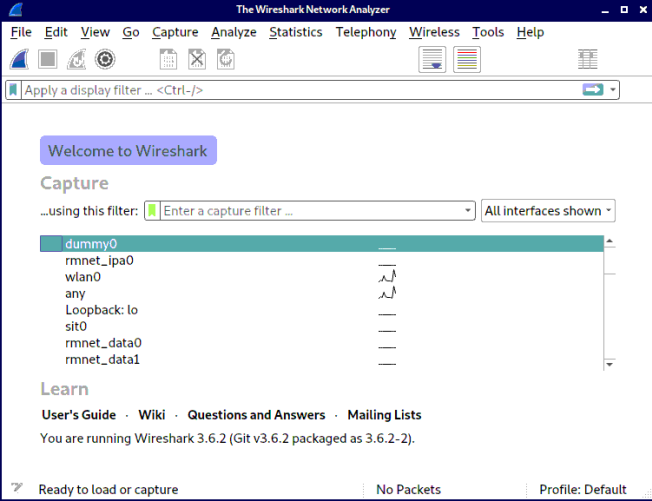 The Wireshark Network Analyzer
File Edit View Go Capture Analyze Statistics Telephony Wireless Tools Help
Apply a display filter ... <Ctrl-/>
Welcome to Wireshark
Capture
...using this filter: Enter a capture filter ... All interfaces shown
dummy0
rmnet_ipa0
wlan0
any
Loopback: lo
sit0
rmnet_data0
rmnet_data1
Learn
User's Guide · Wiki · Questions and Answers · Mailing Lists
You are running Wireshark 3.6.2 (Git v3.6.2 packaged as 3.6.2-2).
Ready to load or capture No Packets Profile: Default